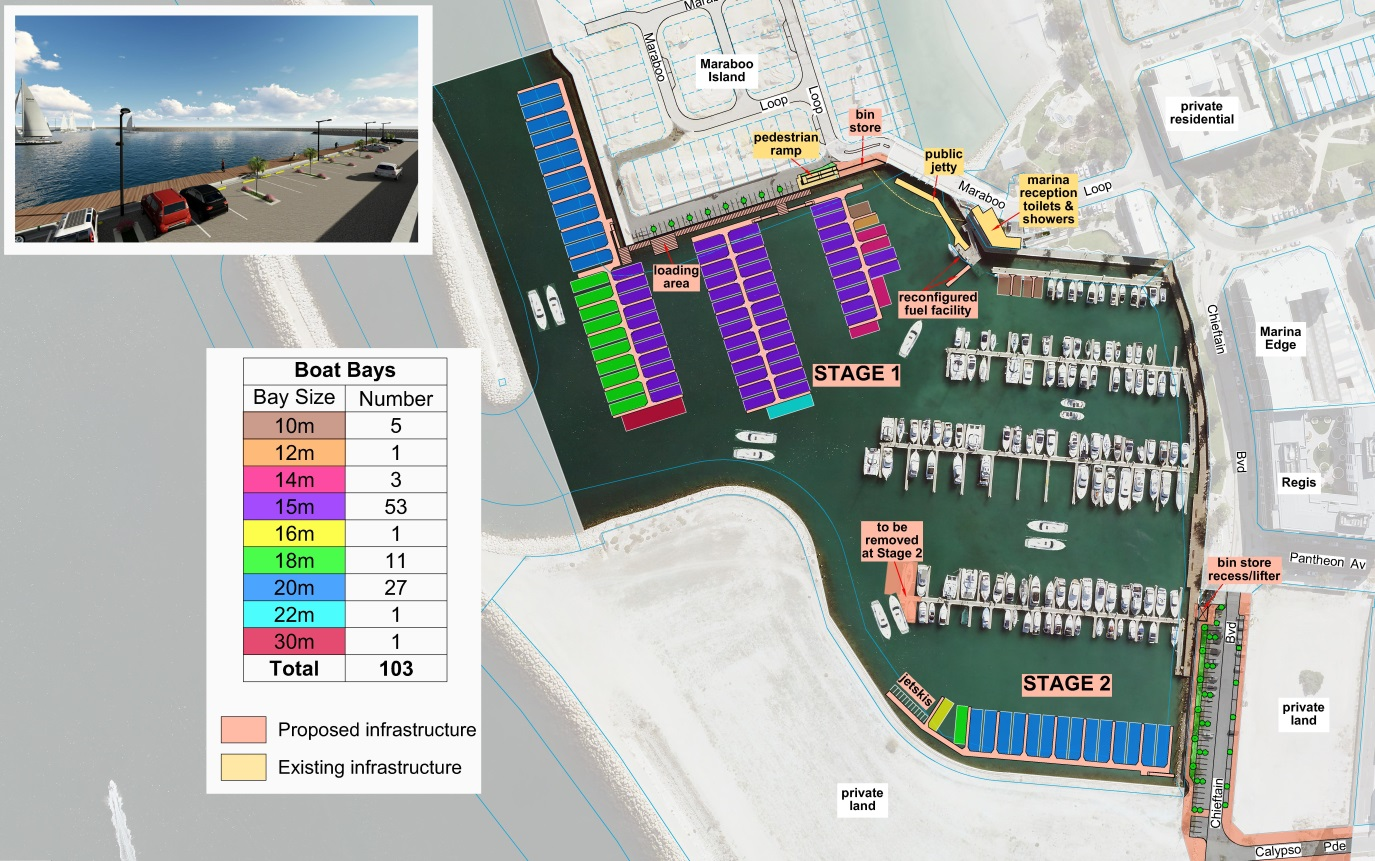 Mara
Maraboo
Maraboo
Island
Loop
Loop
bin
store
pedestrian
ramp
public
jetty
Maraboo
Loop
marina
reception
toilets &
showers
private
residential
loading
area
reconfigured
fuel facility
Chieftain
Bvd
Marina
Edge
Regis
STAGE 1
Boat Bays
Bay Size Number
10m 5
12m 1
14m 3
15m 53
16m 1
18m 11
20m 27
22m 1
30m 1
Total 103
Proposed infrastructure
Existing infrastructure
to be
removed
at Stage 2
Pantheon Av
bin store
recess/lifter
Bvd
STAGE 2
jetskis
private
land
private
land
Chieftain
Calypso Pde